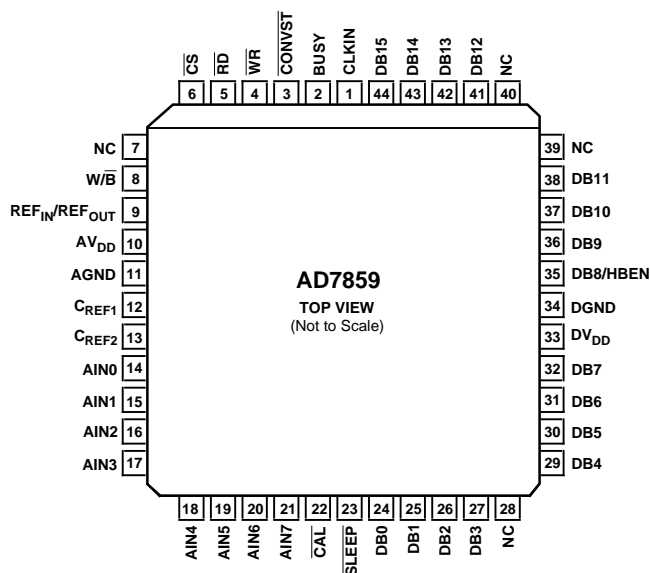 CS
RD
WR
CONVST
BUSY
CLKIN
DB15
DB14
DB13
DB12
NC
6 5 4 3 2 1 44 43 42 41 40
NC 7
W/B 8
REFIN/REFOUT 9
AVDD 10
AGND 11
CREF1 12
CREF2 13
AIN0 14
AIN1 15
AIN2 16
AIN3 17
AD7859
TOP VIEW
(Not to Scale)
39 NC
38 DB11
37 DB10
36 DB9
35 DB8/HBEN
34 DGND
33 DVDD
32 DB7
31 DB6
30 DB5
29 DB4
18 19 20 21 22 23 24 25 26 27 28
AIN4
AIN5
AIN6
AIN7
CAL
SLEEP
DB0
DB1
DB2
DB3
NC